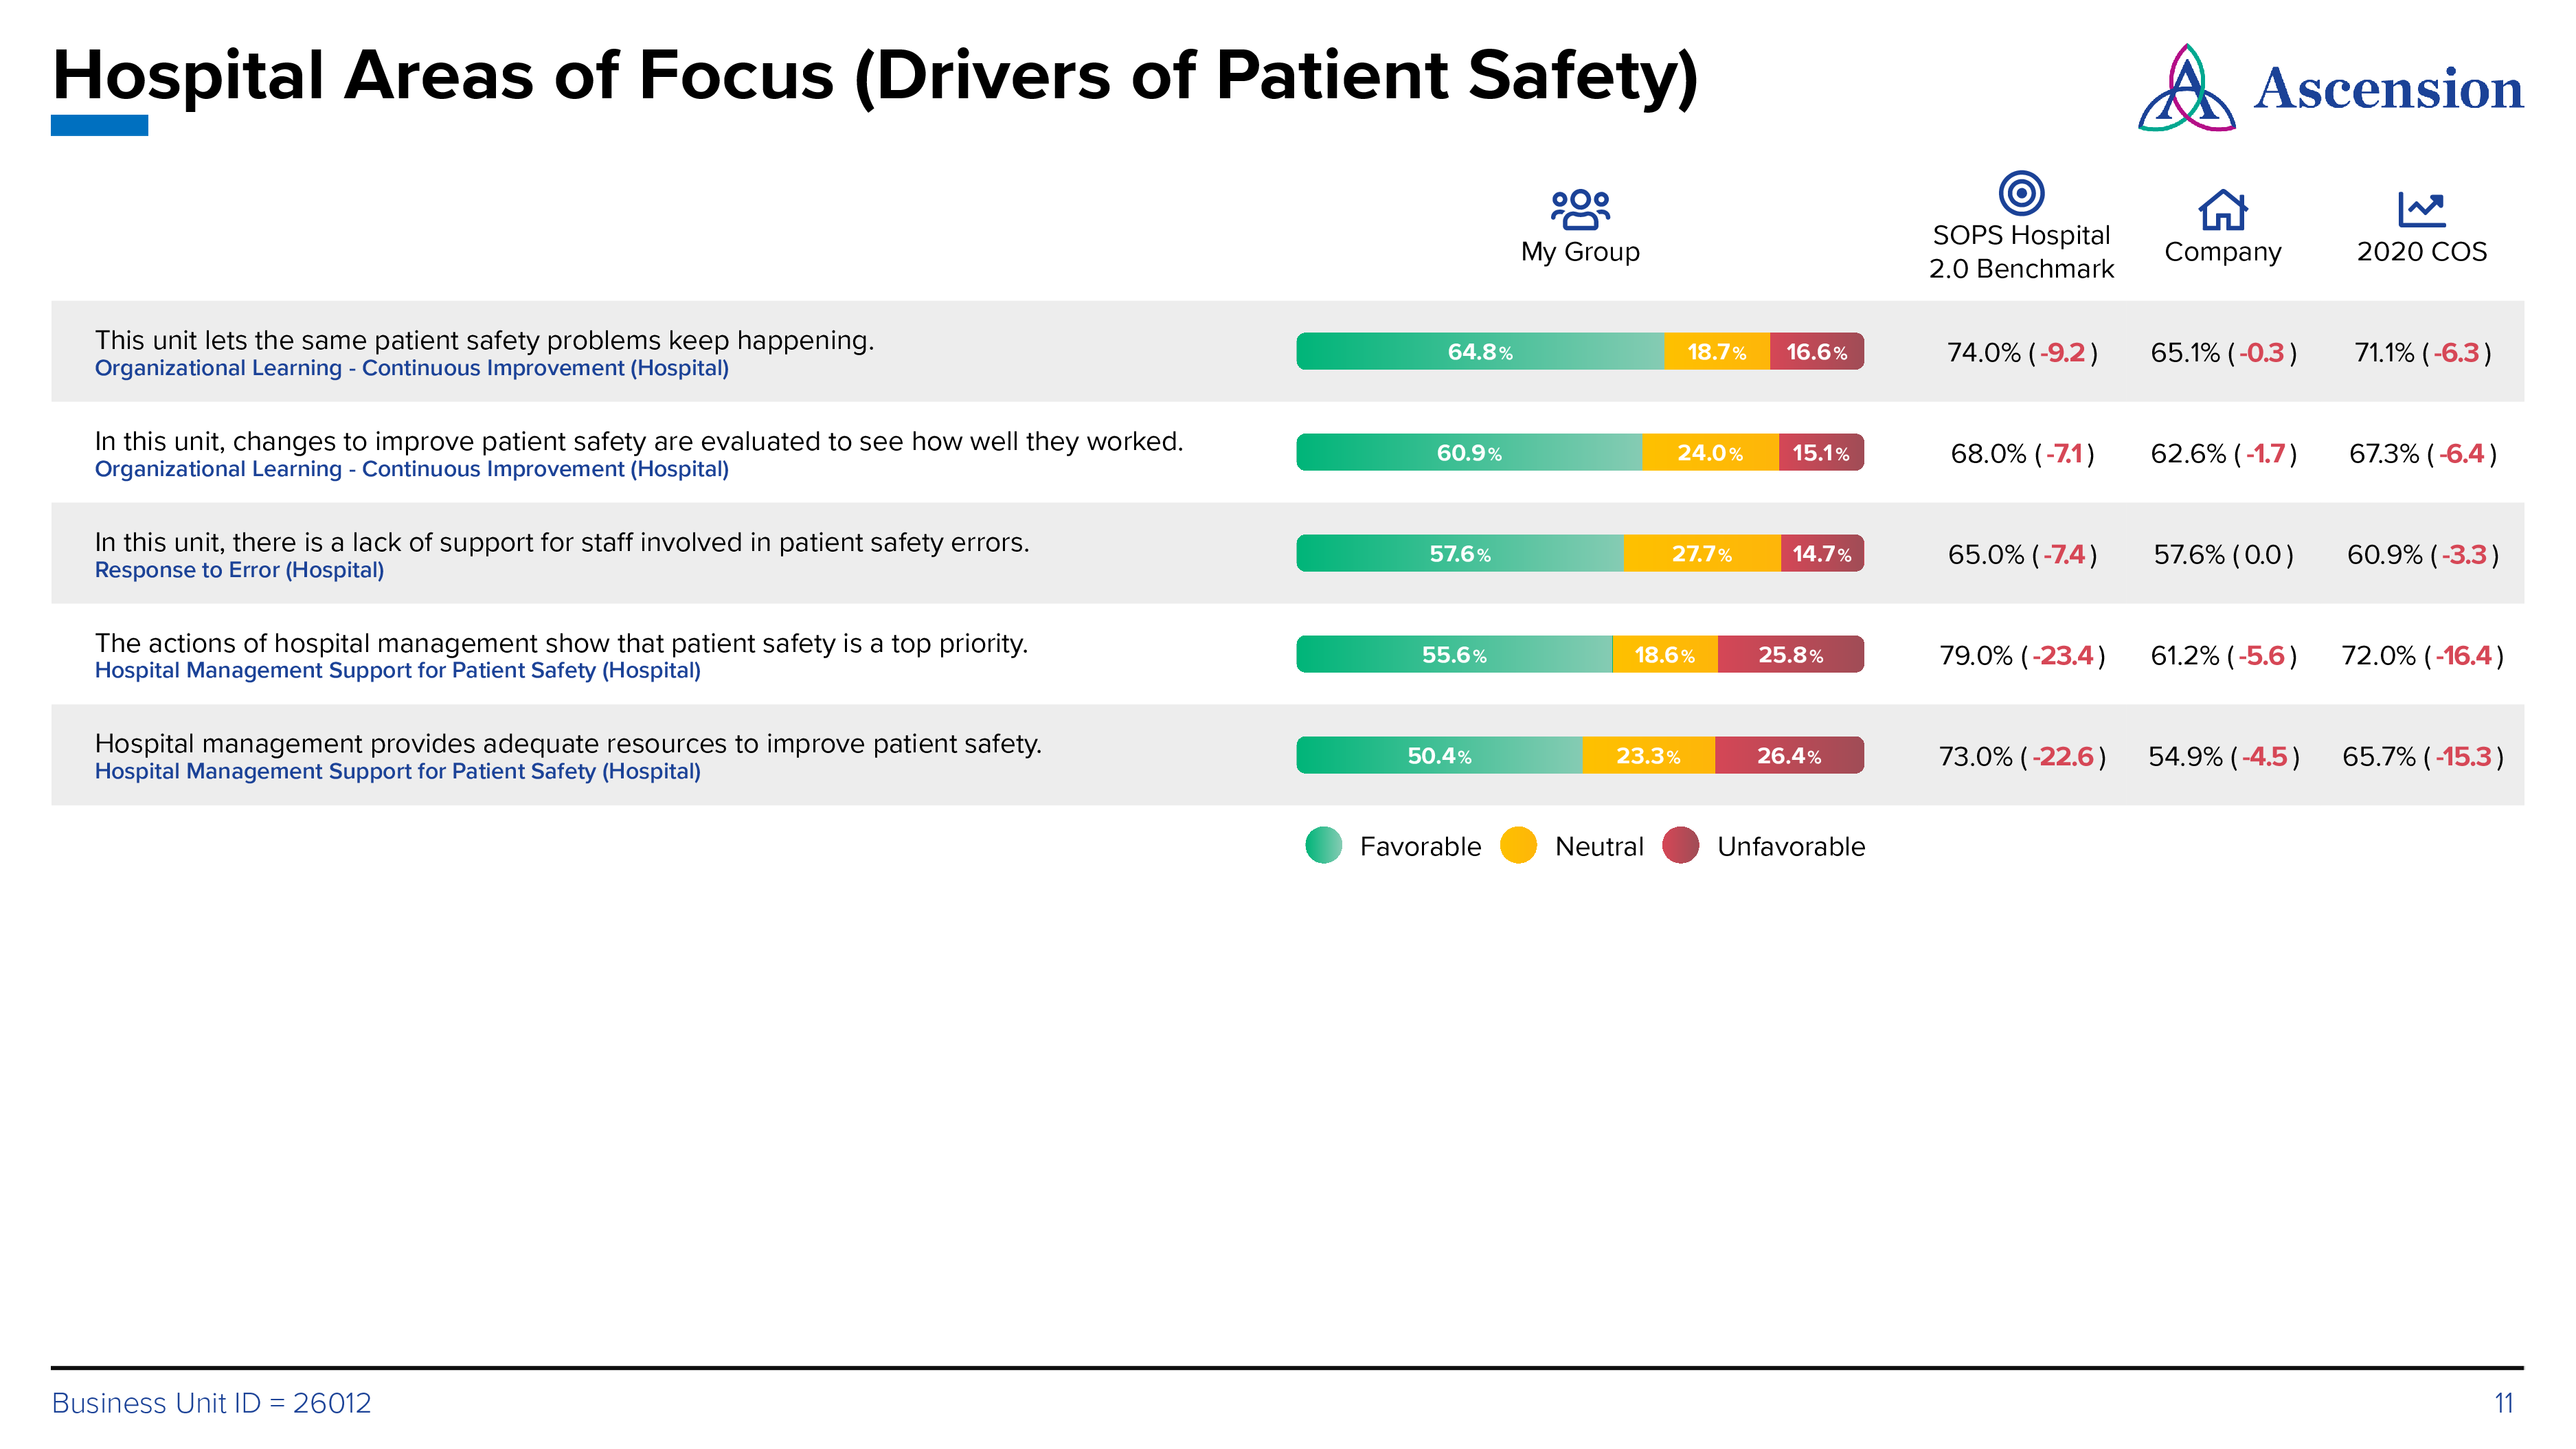 Hospital Areas of Focus (Drivers of Patient Safety)
Ascension
My Group
SOPS Hospital
2.0 Benchmark
Company
2020 COS
This unit lets the same patient safety problems keep happening.
Organizational Learning - Continuous Improvement (Hospital)
64.8% 18.7% 16.6% 74.0% ( -9.2 ) 65.1% ( -0.3 ) 71.1% ( -6.3 )
In this unit, changes to improve patient safety are evaluated to see how well they worked.
Organizational Learning - Continuous Improvement (Hospital)
60.9% 24.0% 15.1% 68.0% ( -7.1 ) 62.6% ( -1.7 ) 67.3% ( -6.4 )
In this unit, there is a lack of support for staff involved in patient safety errors.
Response to Error (Hospital)
57.6% 27.7% 14.7% 65.0% ( -7.4 ) 57.6% ( 0.0 ) 60.9% ( -3.3 )
The actions of hospital management show that patient safety is a top priority.
Hospital Management Support for Patient Safety (Hospital)
55.6% 18.6% 25.8% 79.0% ( -23.4 ) 61.2% ( -5.6 ) 72.0% ( -16.4 )
Hospital management provides adequate resources to improve patient safety.
Hospital Management Support for Patient Safety (Hospital)
50.4% 23.3% 26.4% 73.0% ( -22.6 ) 54.9% ( -4.5 ) 65.7% ( -15.3 )
Favorable Neutral Unfavorable
Business Unit ID = 26012
11